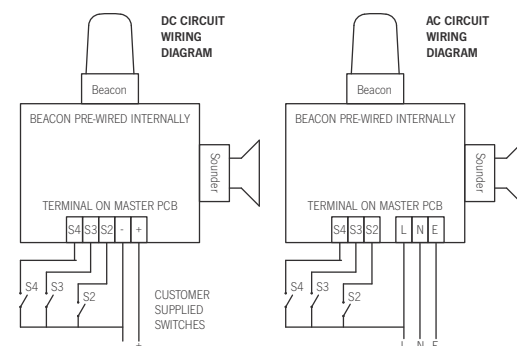 DC CIRCUIT
WIRING
DIAGRAM
Beacon
BEACON PRE-WIRED INTERNALLY
Sounder
TERMINAL ON MASTER PCB
S4 S3 S2 - +
S4 S3
S2
CUSTOMER
SUPPLIED
SWITCHES
- +
AC CIRCUIT
WIRING
DIAGRAM
Beacon
BEACON PRE-WIRED INTERNALLY
Sounder
TERMINAL ON MASTER PCB
S4 S3 S2 L N E
S4 S3
S2
L N E